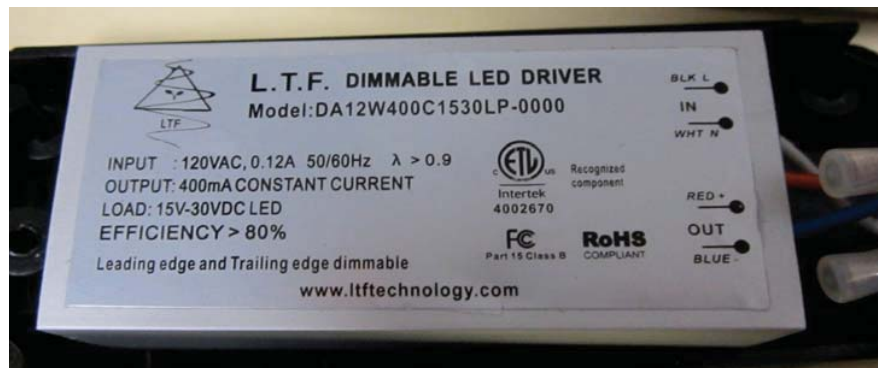 L.T.F. DIMMABLE LED DRIVER
Model:DA12W400C1530LP-0000
LTF
INPUT : 120VAC, 0.12A 50/60Hz λ > 0.9
OUTPUT: 400mA CONSTANT CURRENT
LOAD: 15V-30VDC LED
EFFICIENCY > 80%
Leading edge and Trailing edge dimmable
www.ltftechnology.com
c ETL us
Intertek
4002670
Recognized
component
FC
Part 15 Class B
RoHS
COMPLIANT
BLK L
IN
WHT N
RED +
OUT
BLUE -